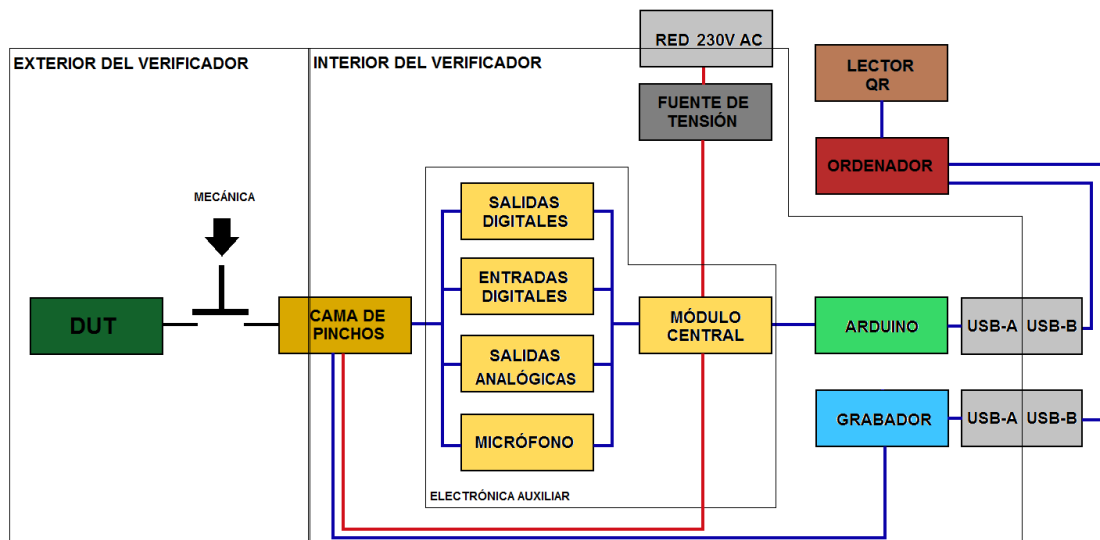 RED 230V AC
EXTERIOR DEL VERIFICADOR
INTERIOR DEL VERIFICADOR
LECTOR
QR
FUENTE DE
TENSIÓN
ORDENADOR
MECÁNICA
SALIDAS
DIGITALES
ENTRADAS
DIGITALES
DUT
CAMA DE
PINCHOS
MÓDULO
CENTRAL
ARDUINO
USB-A
USB-B
SALIDAS
ANALÓGICAS
MICRÓFONO
GRABADOR
USB-A
USB-B
ELECTRÓNICA AUXILIAR